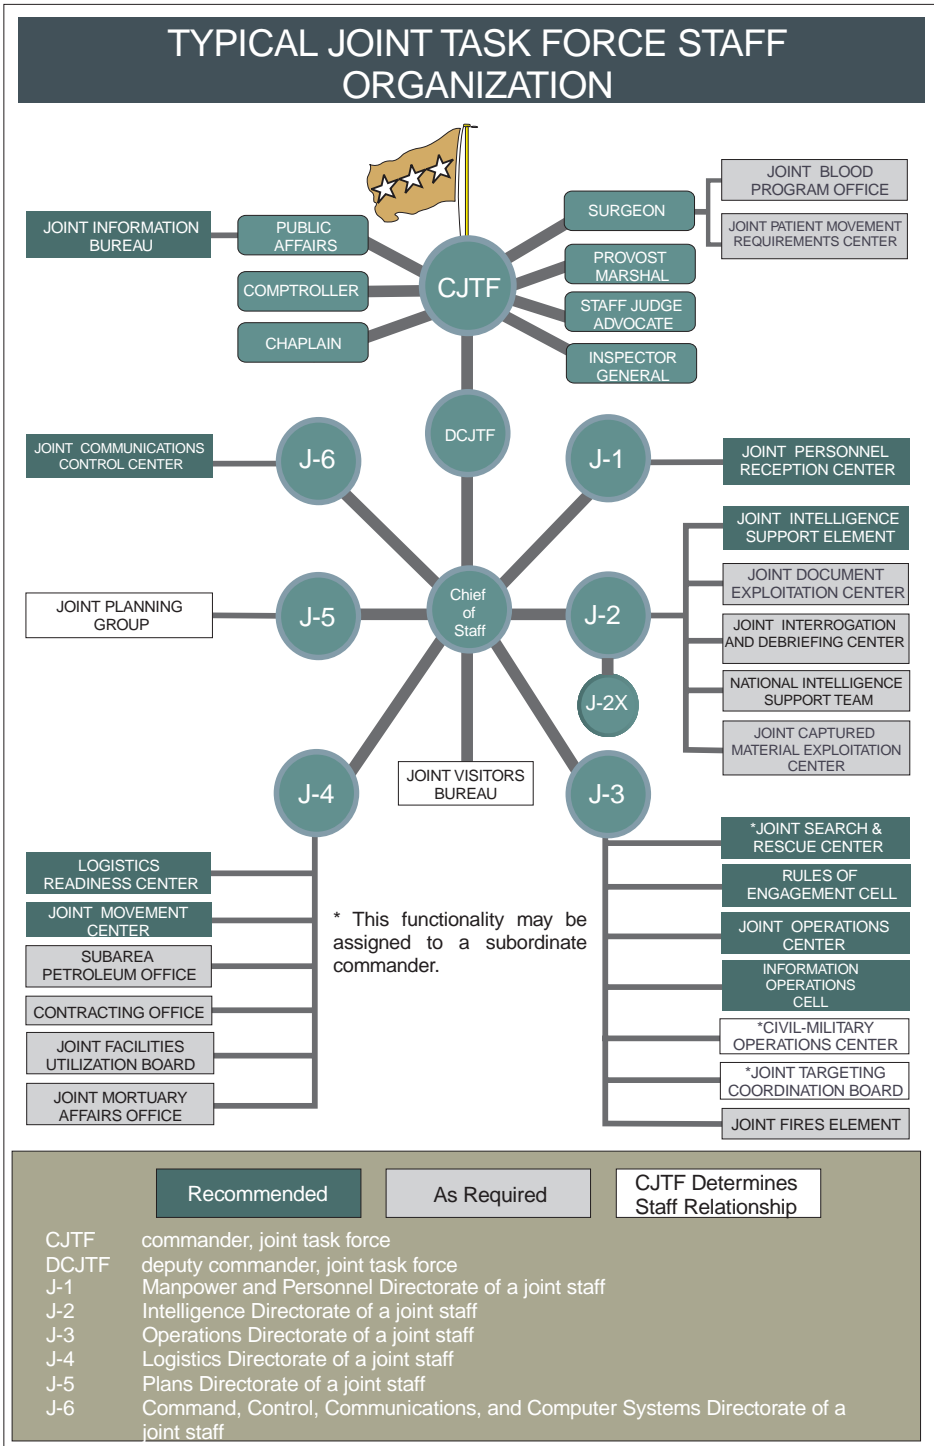 TYPICAL JOINT TASK FORCE STAFF
ORGANIZATION
JOINT INFORMATION
BUREAU
PUBLIC
AFFAIRS
COMPTROLLER
CHAPLAIN
CJTF
SURGEON
PROVOST
MARSHAL
STAFF JUDGE
ADVOCATE
INSPECTOR
GENERAL
JOINT BLOOD
PROGRAM OFFICE
JOINT PATIENT MOVEMENT
REQUIREMENTS CENTER
DCJTF
JOINT COMMUNICATIONS
CONTROL CENTER
J-6
J-1
JOINT PERSONNEL
RECEPTION CENTER
JOINT PLANNING
GROUP
J-5
Chief
of
Staff
J-2
J-2X
JOINT INTELLIGENCE
SUPPORT ELEMENT
JOINT DOCUMENT
EXPLOITATION CENTER
JOINT INTERROGATION
AND DEBRIEFING CENTER
NATIONAL INTELLIGENCE
SUPPORT TEAM
JOINT CAPTURED
MATERIAL EXPLOITATION
CENTER
J-4
JOINT VISITORS
BUREAU
J-3
LOGISTICS
READINESS CENTER
JOINT MOVEMENT
CENTER
SUBAREA
PETROLEUM OFFICE
CONTRACTING OFFICE
JOINT FACILITIES
UTILIZATION BOARD
JOINT MORTUARY
AFFAIRS OFFICE
* This functionality may be
assigned to a subordinate
commander.
*JOINT SEARCH &
RESCUE CENTER
RULES OF
ENGAGEMENT CELL
JOINT OPERATIONS
CENTER
INFORMATION
OPERATIONS
CELL
*CIVIL-MILITARY
OPERATIONS CENTER
*JOINT TARGETING
COORDINATION BOARD
JOINT FIRES ELEMENT
Recommended
As Required
CJTF Determines
Staff Relationship
CJTF commander, joint task force
DCJTF deputy commander, joint task force
J-1 Manpower and Personnel Directorate of a joint staff
J-2 Intelligence Directorate of a joint staff
J-3 Operations Directorate of a joint staff
J-4 Logistics Directorate of a joint staff
J-5 Plans Directorate of a joint staff
J-6 Command, Control, Communications, and Computer Systems Directorate of a
joint staff